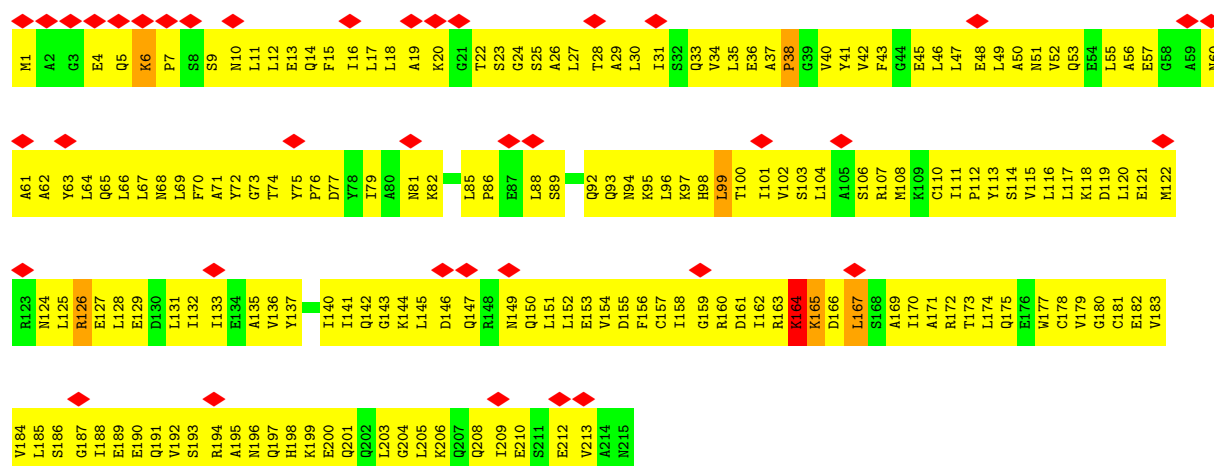 M1 A2 G3 E4 Q5 K6 P7 S8 S9 N10 L11 L12 E13 Q14 F15 I16 L17 L18 A19 K20 G21 T22 S23 G24 S25 A26 L27 T28 A29 L30 I31 S32 Q33 V34 L35 E36 A37 P38 G39 V40 Y41 V42 F43 G44 E45 L46 L47 E48 L49 A50 N51 V52 Q53 E54 L55 A56 E57 G58 A59 N60
A61 A62 Y63 L64 Q65 L66 L67 N68 L69 F70 A71 Y72 G73 T74 Y75 P76 D77 Y78 I79 A80 N81 K82 L85 P86 E87 L88 S89 Q92 Q93 N94 K95 L96 K97 H98 L99 T100 I101 V102 S103 L104 A105 S106 R107 M108 K109 C110 I111 P112 Y113 S114 V115 L116 L117 K118 D119 L120 E121 M122
R123 N124 L125 R126 E127 L128 E129 D130 L131 I132 I133 E134 A135 V136 Y137 I140 I141 Q142 G143 K144 L145 D146 Q147 R148 N149 Q150 L151 L152 E153 V154 D155 F156 C157 I158 G159 R160 D161 I162 R163 K164 K165 D166 L167 S168 A169 I170 A171 R172 T173 L174 Q175 E176 W177 C178 V179 G180 C181 E182 V183
V184 L185 S186 G187 I188 E189 E190 Q191 V192 S193 R194 A195 N196 Q197 H198 K199 E200 Q201 Q202 L203 G204 L205 K206 Q207 Q208 I209 E210 S211 E212 V213 A214 N215